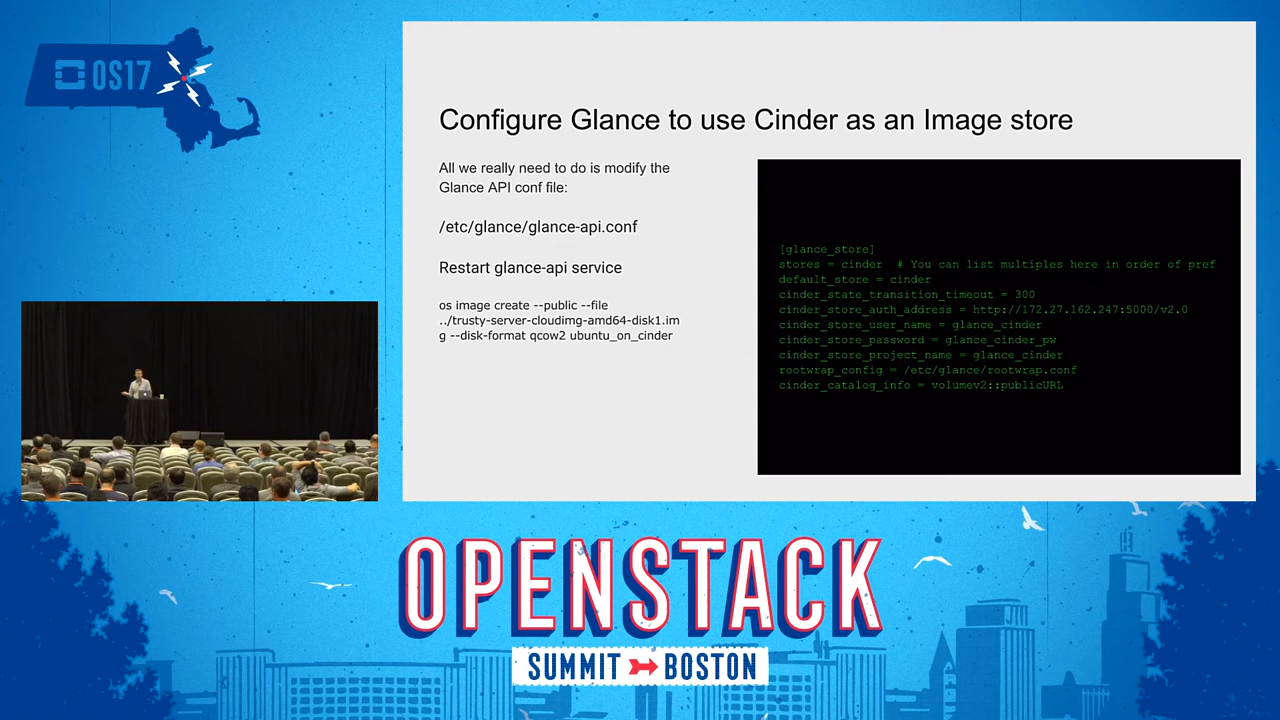 OS17
Configure Glance to use Cinder as an Image store
All we really need to do is modify the
Glance API conf file:
/etc/glance/glance-api.conf
Restart glance-api service
os image create --public --file
../trusty-server-cloudimg-amd64-disk1.im
g --disk-format qcow2 ubuntu_on_cinder
[glance_store]
stores = cinder  # You can list multiples here in order of pref
default_store = cinder
cinder_state_transition_timeout = 300
cinder_store_auth_address = http://172.27.162.247:5000/v2.0
cinder_store_user_name = glance_cinder
cinder_store_password = glance_cinder_pw
cinder_store_project_name = glance_cinder
rootwrap_config = /etc/glance/rootwrap.conf
cinder_catalog_info = volumev2::publicURL
OPENSTACK
SUMMIT BOSTON